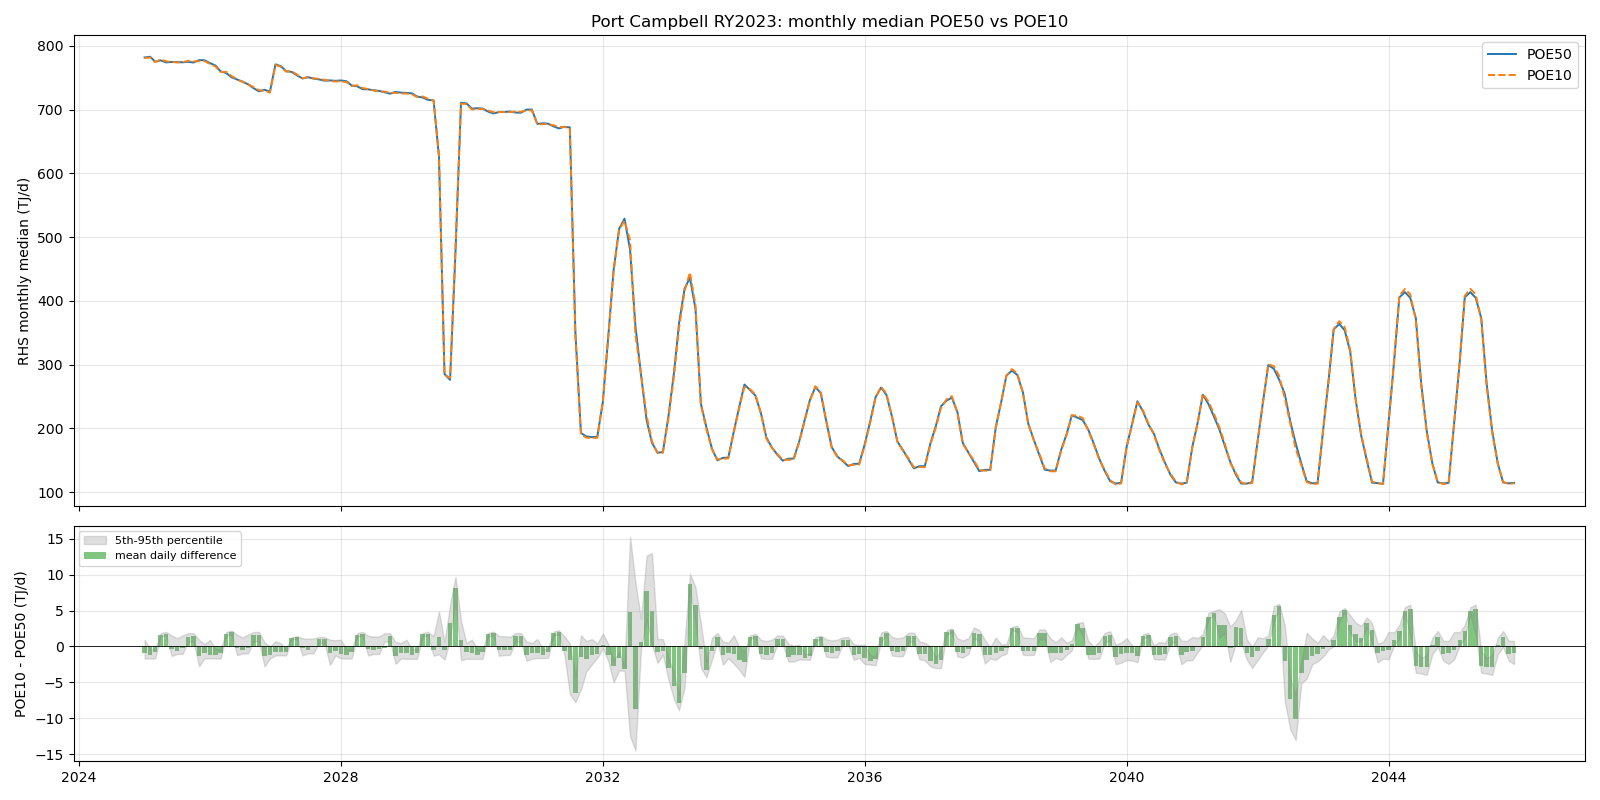 Port Campbell RY2023: monthly median POE50 vs POE10
RHS monthly median (TJ/d)
800
700
600
500
400
300
200
100
POE50
POE10
POE10 - POE50 (TJ/d)
15
10
5
0
−5
−10
−15
5th-95th percentile
mean daily difference
2024 2028 2032 2036 2040 2044